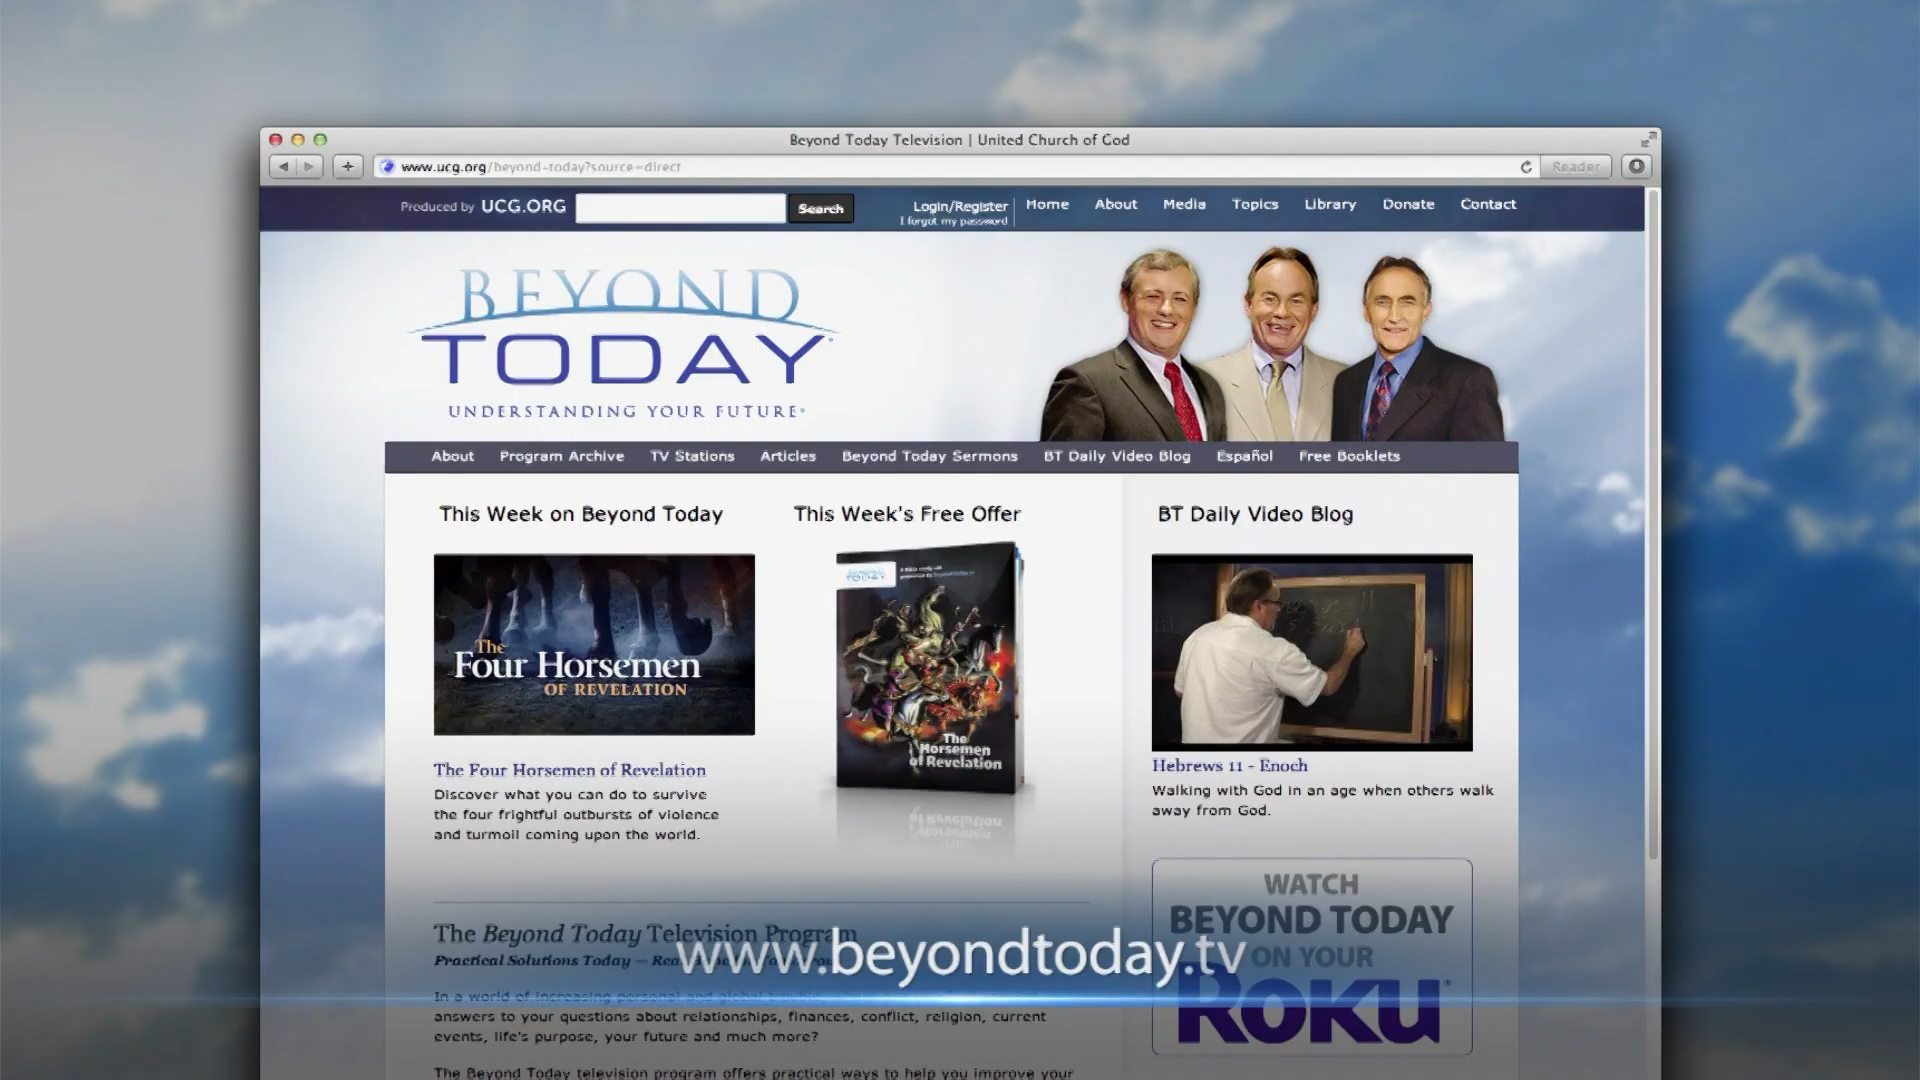 Beyond Today Television | United Church of God
www.ucg.org/beyond-today?source=direct
Reader
Produced by UCG.ORG
Search
Login/Register
I forgot my password
Home About Media Topics Library Donate Contact
BEYOND
TODAY
UNDERSTANDING YOUR FUTURE
About Program Archive TV Stations Articles Beyond Today Sermons BT Daily Video Blog Español Free Booklets
This Week on Beyond Today
The
Four Horsemen
OF REVELATION
The Four Horsemen of Revelation
Discover what you can do to survive
the four frightful outbursts of violence
and turmoil coming upon the world.
This Week's Free Offer
TODAY
The
Horsemen
of Revelation
BT Daily Video Blog
Hebrews 11 - Enoch
Walking with God in an age when others walk
away from God.
The Beyond Today Television Program
Practical Solutions Today —
In a world of increasing personal and global
answers to your questions about relationships, finances, conflict, religion, current
events, life's purpose, your future and much more?
The Beyond Today television program offers practical ways to help you improve your
WATCH
BEYOND TODAY
ON YOUR
ROKU
www.beyondtoday.tv